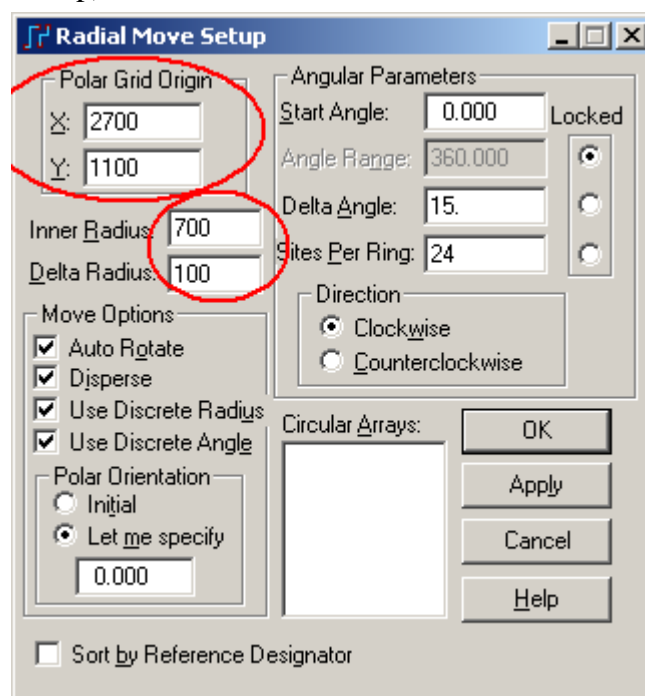 Radial Move Setup
Polar Grid Origin
X: 2700
Y: 1100
Inner Radius: 700
Delta Radius: 100
Move Options
Auto Rotate
Disperse
Use Discrete Radius
Use Discrete Angle
Polar Orientation
Initial
Let me specify
0.000
Sort by Reference Designator
Angular Parameters
Start Angle: 0.000
Locked
Angle Range: 360.000
Delta Angle: 15.
Sites Per Ring: 24
Direction
Clockwise
Counterclockwise
Circular Arrays:
OK
Apply
Cancel
Help